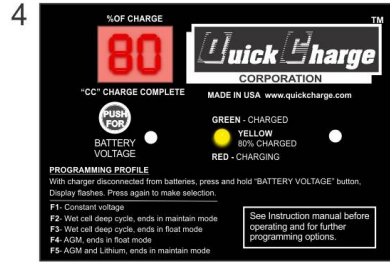 4
%OF CHARGE
80
TM
Quick Charge
CORPORATION
"CC" CHARGE COMPLETE
MADE IN USA www.quickcharge.com
PUSH
FOR
BATTERY
VOLTAGE
GREEN - CHARGED
YELLOW
80% CHARGED
RED - CHARGING
PROGRAMMING PROFILE
With charger disconnected from batteries, press and hold "BATTERY VOLTAGE" button,
Display flashes. Press again to make selection.
F1- Constant voltage
F2- Wet cell deep cycle, ends in maintain mode
F3- Wet cell deep cycle, ends in float mode
F4- AGM, ends in float mode
F5- AGM and Lithium, ends in maintain mode
See Instruction manual before
operating and for further
programming options.